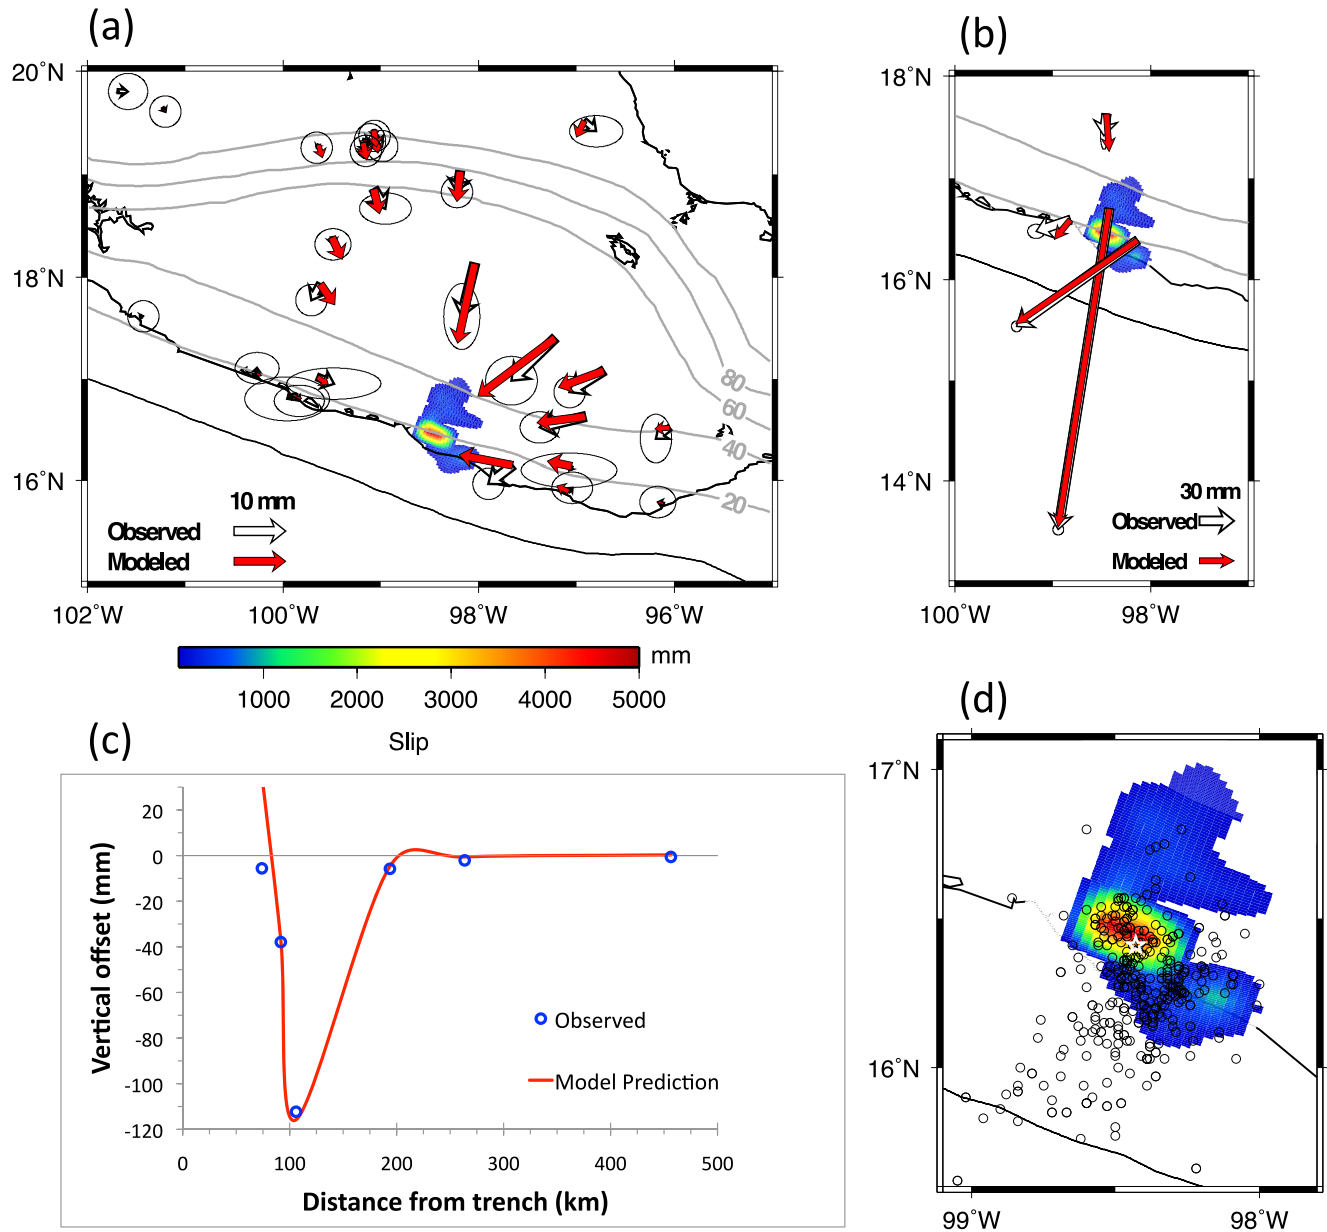 (a)
20°N
18°N
16°N
102°W
100°W
98°W
96°W
80
60
40
20
10 mm
Observed
Modeled
(b)
18°N
16°N
14°N
100°W
98°W
30 mm
Observed
Modeled
mm
1000 2000 3000 4000 5000
Slip
(c)
Vertical offset (mm)
20
0
-20
-40
-60
-80
-100
-120
Observed
Model Prediction
0 100 200 300 400 500
Distance from trench (km)
(d)
17°N
16°N
99°W
98°W